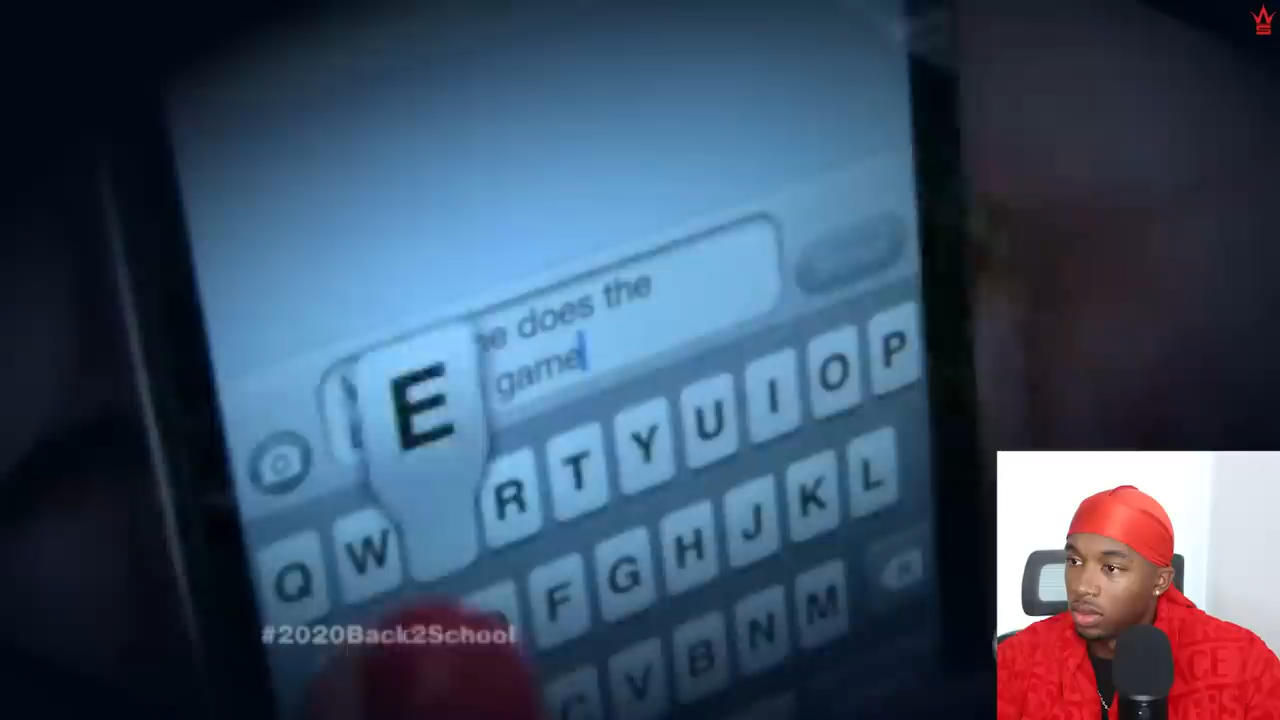 does the
game
E
Q W R T Y U I O P
F G H J K L
V B N M
#2020Back2School